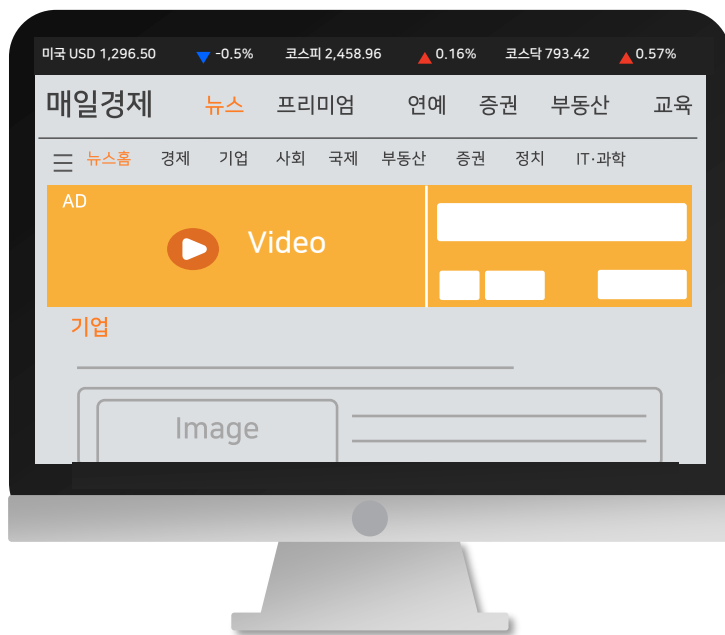 미국 USD 1,296.50 -0.5% 코스피 2,458.96 0.16% 코스닥 793.42 0.57%
매일경제 뉴스 프리미엄 연예 증권 부동산 교육
뉴스홈 경제 기업 사회 국제 부동산 증권 정치 IT·과학
AD
Video
기업
Image